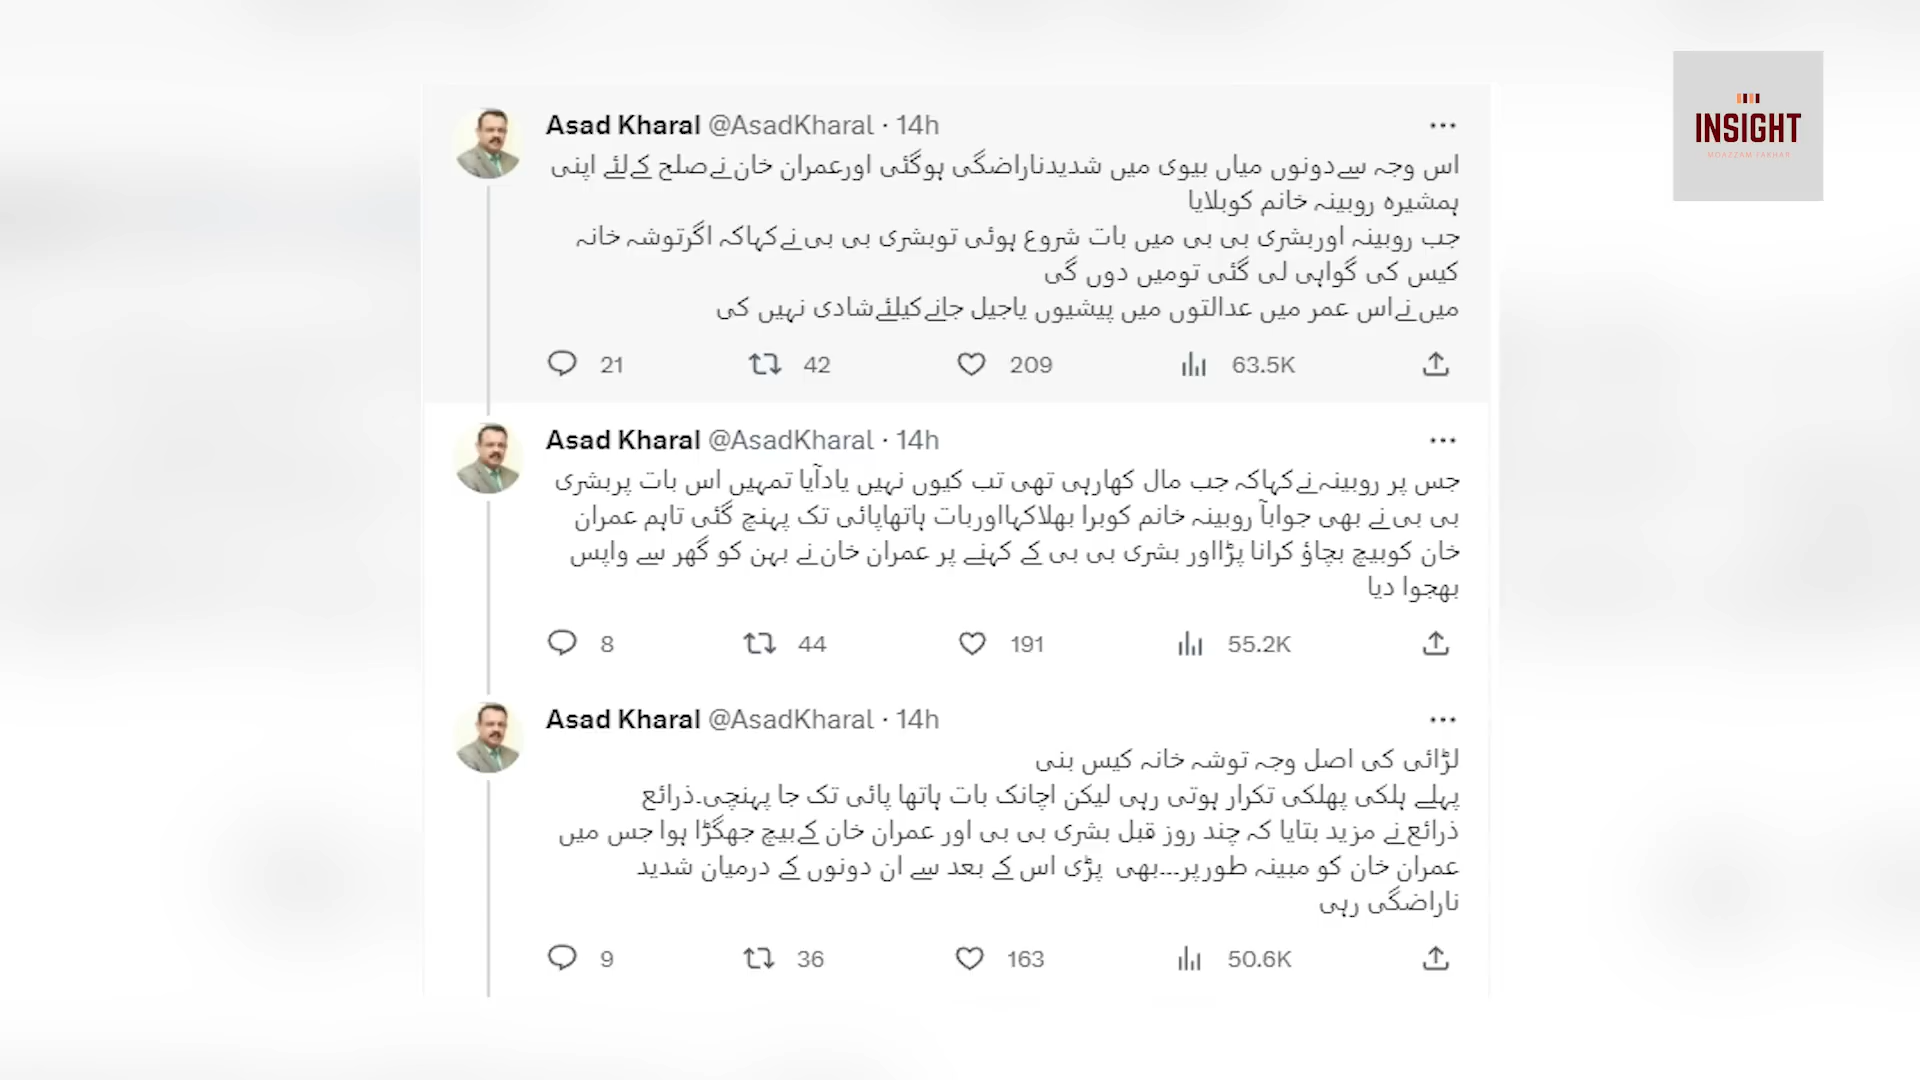 Asad Kharal @AsadKharal · 14h
اس وجہ سےدونوں میاں بیوی میں شدیدناراضگی ہوگئی اورعمران خان نےصلح کےلئے اپنی
ہمشیرہ روبینہ خانم کوبلایا
جب روبینہ اوربشری بی بی میں بات شروع ہوئی توبشری بی بی نےکہاکہ اگرتوشہ خانہ
کیس کی گواہی لی گئی تومیں دوں گی
میں نےاس عمر میں عدالتوں میں پیشیوں یاجیل جانےکیلئےشادی نہیں کی
21 42 209 63.5K
Asad Kharal @AsadKharal · 14h
جس پر روبینہ نےکہاکہ جب مال کھارہی تھی تب کیوں نہیں یادآیا تمہیں اس بات پربشری
بی بی نے بھی جواباً روبینہ خانم کوبرا بھلاکہااوربات ہاتھاپائی تک پہنچ گئی تاہم عمران
خان کوبیچ بچاؤ کرانا پڑااور بشری بی بی کے کہنے پر عمران خان نے بہن کو گھر سے واپس
بھجوا دیا
8 44 191 55.2K
Asad Kharal @AsadKharal · 14h
لڑائی کی اصل وجہ توشہ خانہ کیس بنی
پہلے ہلکی پھلکی تکرار ہوتی رہی لیکن اچانک بات ہاتھا پائی تک جا پہنچی۔ذرائع
ذرائع نے مزید بتایا کہ چند روز قبل بشری بی بی اور عمران خان کےبیچ جھگڑا ہوا جس میں
عمران خان کو مبینہ طورپر...بھی پڑی اس کے بعد سے ان دونوں کے درمیان شدید
ناراضگی رہی
9 36 163 50.6K
INSIGHT
MOAZZAM FAKHAR